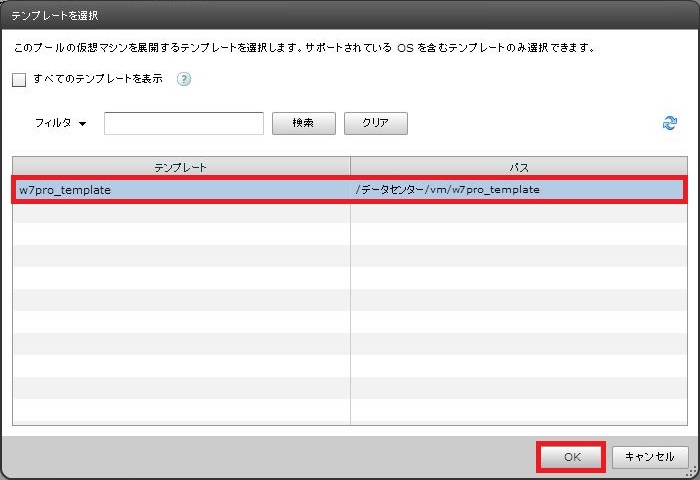 テンプレートを選択
このプールの仮想マシンを展開するテンプレートを選択します。サポートされている OS を含むテンプレートのみ選択できます。
すべてのテンプレートを表示 ?
フィルタ 検索 クリア
テンプレート パス
w7pro_template /データセンター/vm/w7pro_template
OK キャンセル